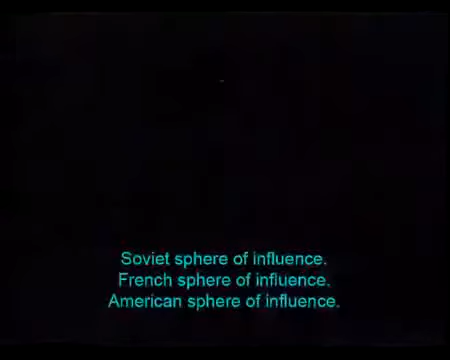 Soviet sphere of influence.
French sphere of influence.
American sphere of influence.